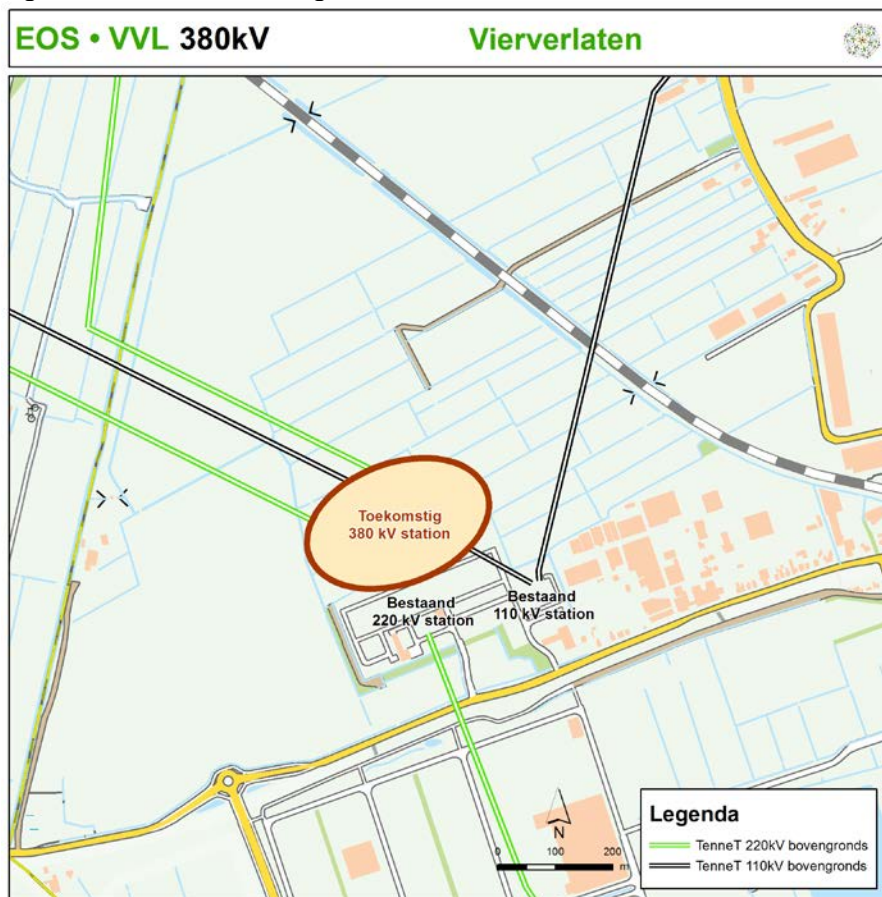 EOS • VVL 380kV
Vierverlaten
Toekomstig
380 kV station
Bestaand
220 kV station
Bestaand
110 kV station
N
0 100 200
m
Legenda
TenneT 220kV bovengronds
TenneT 110kV bovengronds